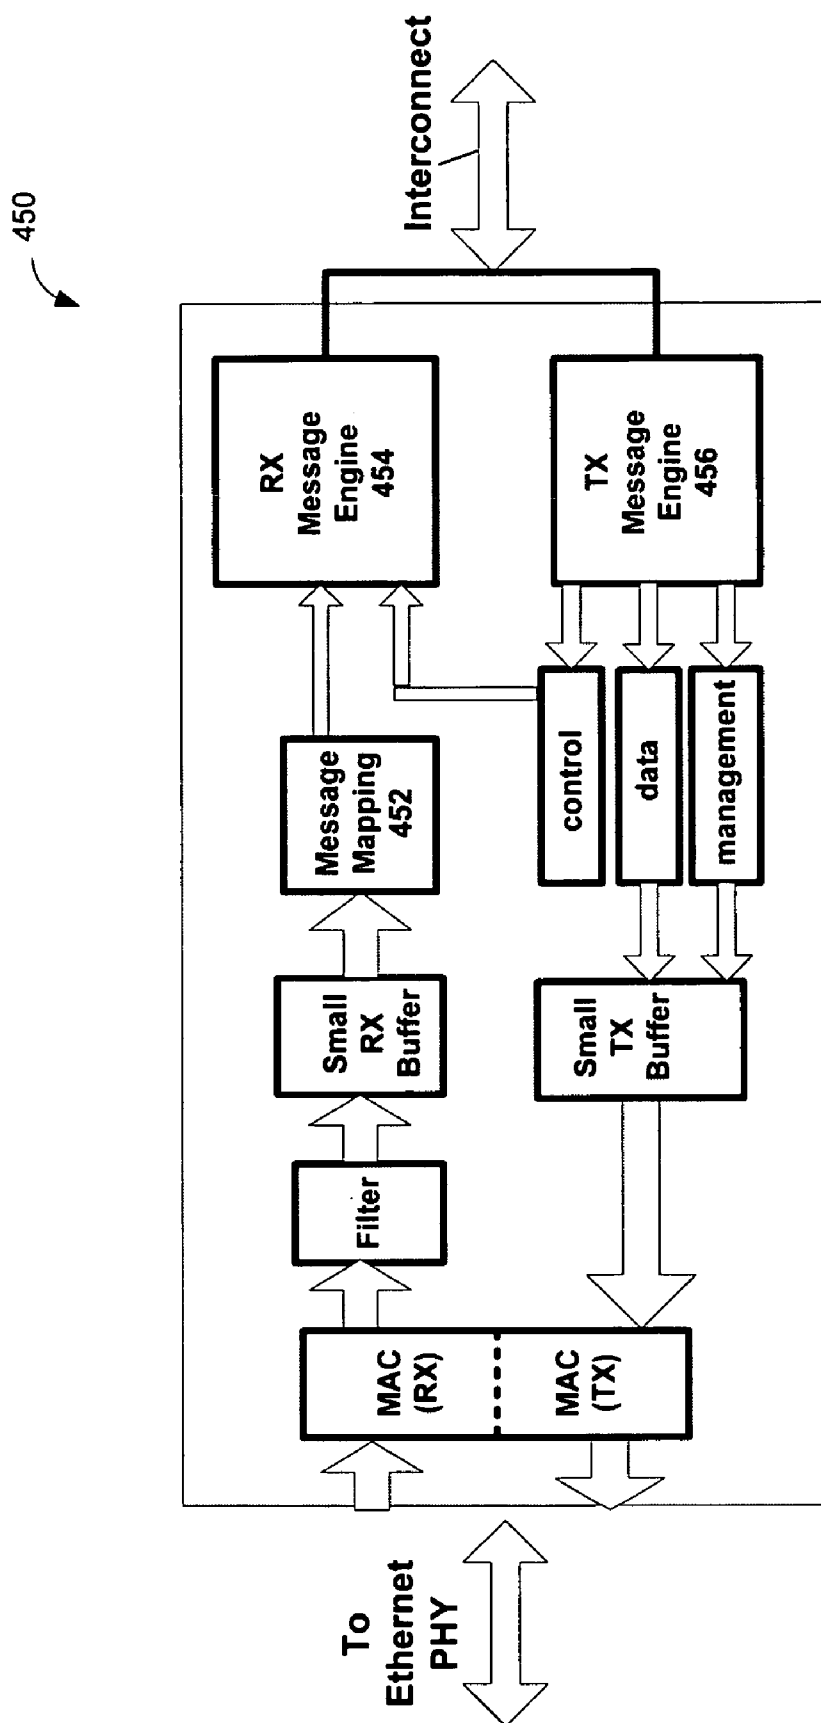 450
To
Ethernet
PHY
MAC
(RX)
MAC
(TX)
Filter
Small
RX
Buffer
Message
Mapping
452
RX
Message
Engine
454
Interconnect
Small
TX
Buffer
control
data
management
TX
Message
Engine
456